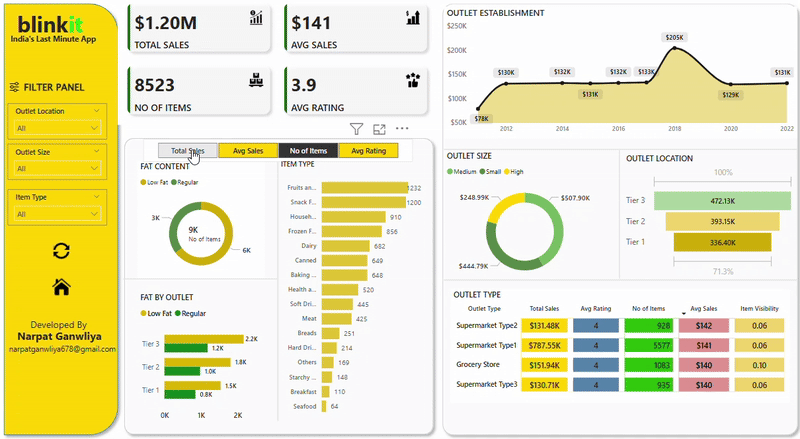 blinkit
India's Last Minute App
FILTER PANEL
Outlet Location
All
Outlet Size
All
Item Type
All
Developed By
Narpat Ganwliya
narpatganwliya678@gmail.com
$1.20M
TOTAL SALES
$141
AVG SALES
8523
NO OF ITEMS
3.9
AVG RATING
Total Sales
Avg Sales
No of Items
Avg Rating
FAT CONTENT
Low Fat
Regular
3K
9K
No of Items
6K
FAT BY OUTLET
Low Fat
Regular
Tier 3
2.2K
1.2K
Tier 2
1.8K
1.0K
Tier 1
1.5K
0.8K
0K 1K 2K
ITEM TYPE
Fruits an... 1232
Snack F... 1200
Househ... 910
Frozen F... 856
Dairy 682
Canned 649
Baking ... 648
Health a... 520
Soft Dri... 445
Meat 425
Breads 251
Hard Dri... 214
Others 169
Starchy ... 148
Breakfast 110
Seafood 64
OUTLET ESTABLISHMENT
$250K
$200K
$150K
$100K
$50K
$78K
$130K
$132K
$131K
$132K
$133K
$205K
$129K
$131K
2012 2014 2016 2018 2020 2022
OUTLET SIZE
Medium Small High
$248.99K
$507.90K
$444.79K
OUTLET LOCATION
100%
Tier 3 472.13K
Tier 2 393.15K
Tier 1 336.40K
71.3%
OUTLET TYPE
Outlet Type Total Sales Avg Rating No of Items Avg Sales Item Visibility
Supermarket Type2 $131.48K 4 928 $142 0.06
Supermarket Type1 $787.55K 4 5577 $141 0.06
Grocery Store $151.94K 4 1083 $140 0.10
Supermarket Type3 $130.71K 4 935 $140 0.06